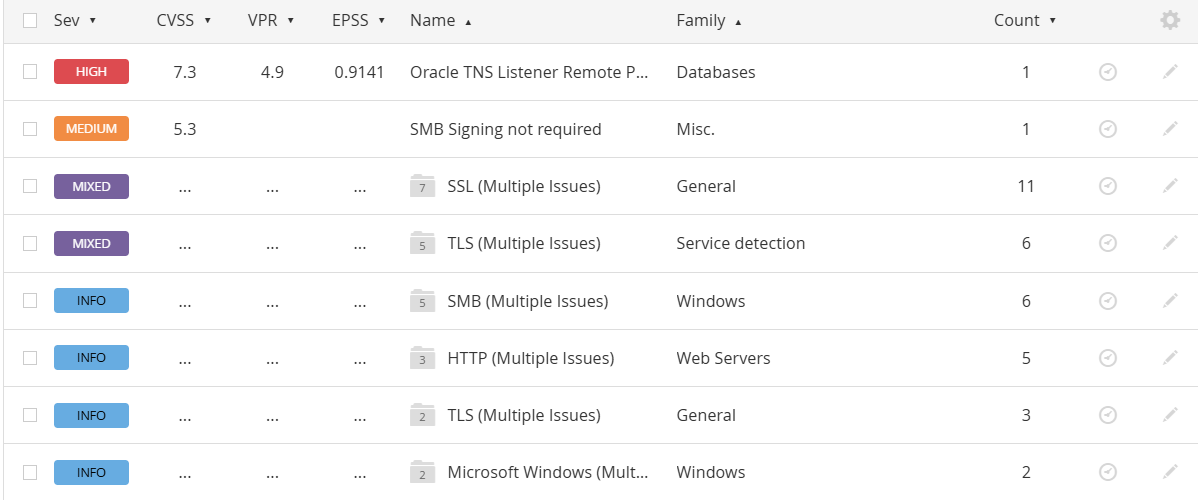 Sev ▼ CVSS ▼ VPR ▼ EPSS ▼ Name ▲ Family ▲ Count ▼
HIGH 7.3 4.9 0.9141 Oracle TNS Listener Remote P... Databases 1
MEDIUM 5.3 SMB Signing not required Misc. 1
MIXED ... ... ... 7 SSL (Multiple Issues) General 11
MIXED ... ... ... 5 TLS (Multiple Issues) Service detection 6
INFO ... ... ... 5 SMB (Multiple Issues) Windows 6
INFO ... ... ... 3 HTTP (Multiple Issues) Web Servers 5
INFO ... ... ... 2 TLS (Multiple Issues) General 3
INFO ... ... ... 2 Microsoft Windows (Mult... Windows 2